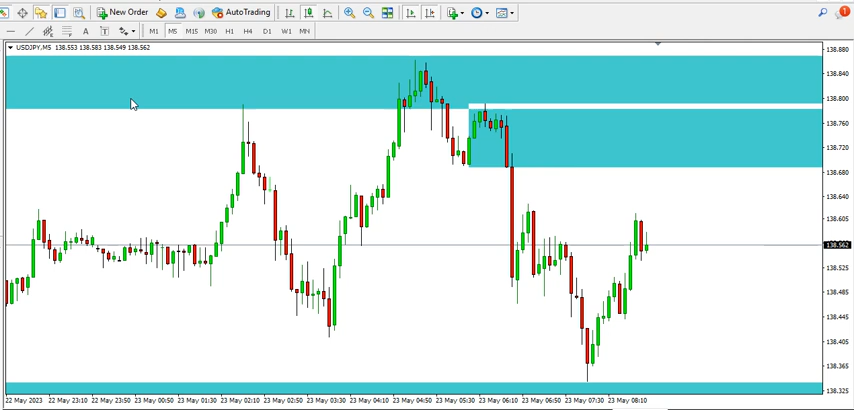 New Order
AutoTrading
A T
M1 M5 M15 M30 H1 H4 D1 W1 MN
USDJPY,M5 138.553 138.583 138.549 138.562
138.880
138.840
138.800
138.760
138.720
138.680
138.640
138.605
138.562
138.525
138.485
138.445
138.405
138.365
138.325
22 May 2023 22 May 23:10 22 May 23:50 23 May 00:50 23 May 01:30 23 May 02:10 23 May 02:50 23 May 03:30 23 May 04:10 23 May 04:50 23 May 05:30 23 May 06:10 23 May 06:50 23 May 07:30 23 May 08:10